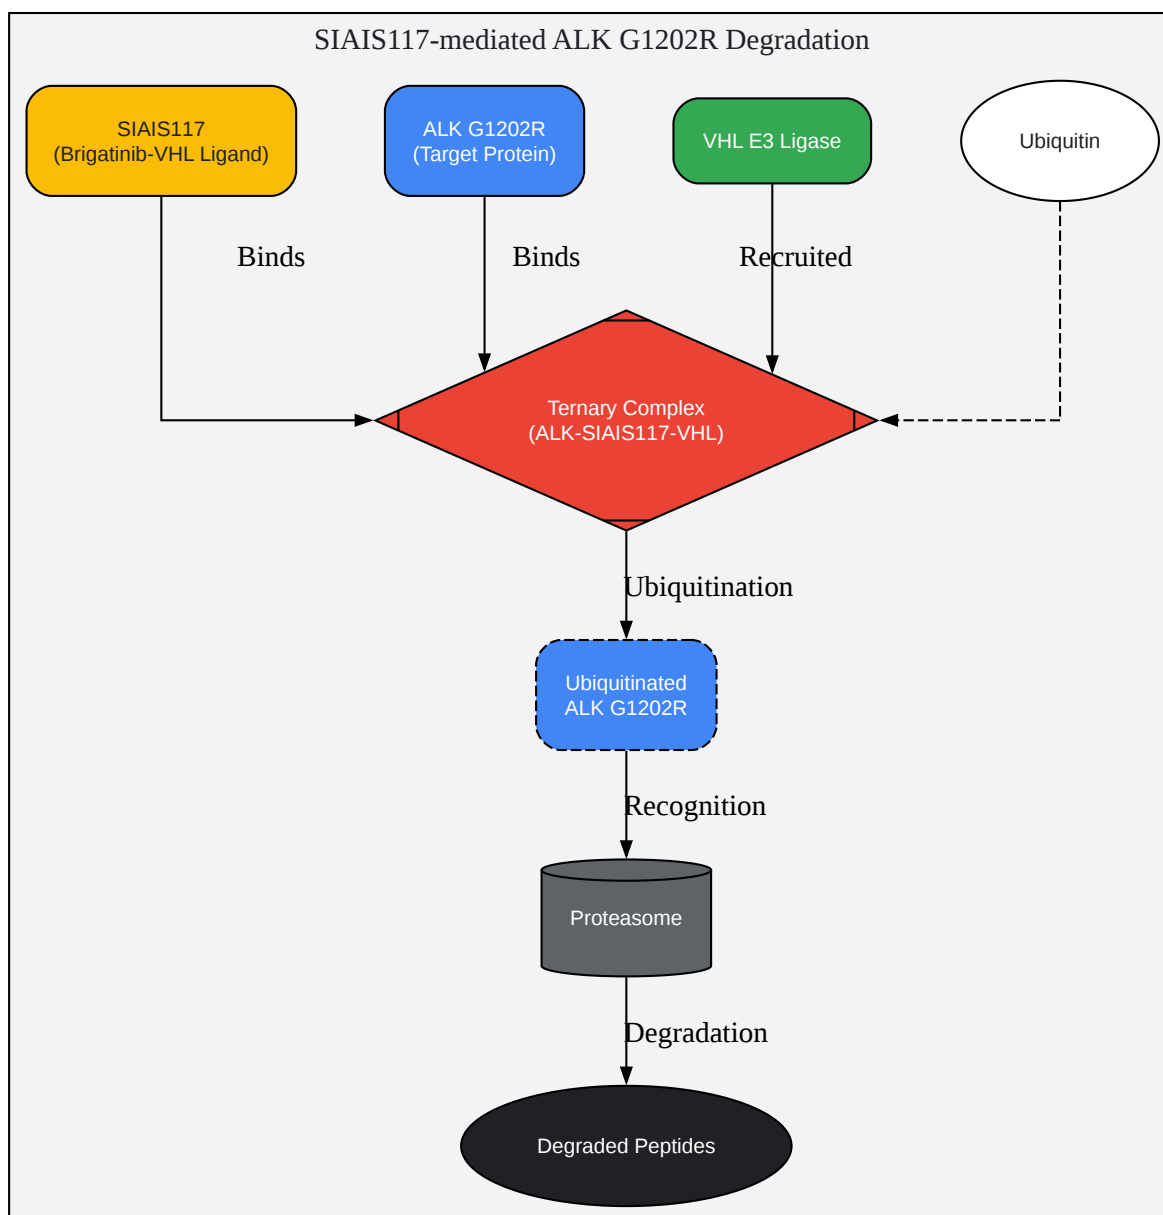 SIAIS117-mediated ALK G1202R Degradation
SIAIS117
(Brigatinib-VHL Ligand)
ALK G1202R
(Target Protein)
VHL E3 Ligase
Ubiquitin
Binds
Binds
Recruited
Ternary Complex
(ALK-SIAIS117-VHL)
Ubiquitination
Ubiquitinated
ALK G1202R
Recognition
Proteasome
Degradation
Degraded Peptides